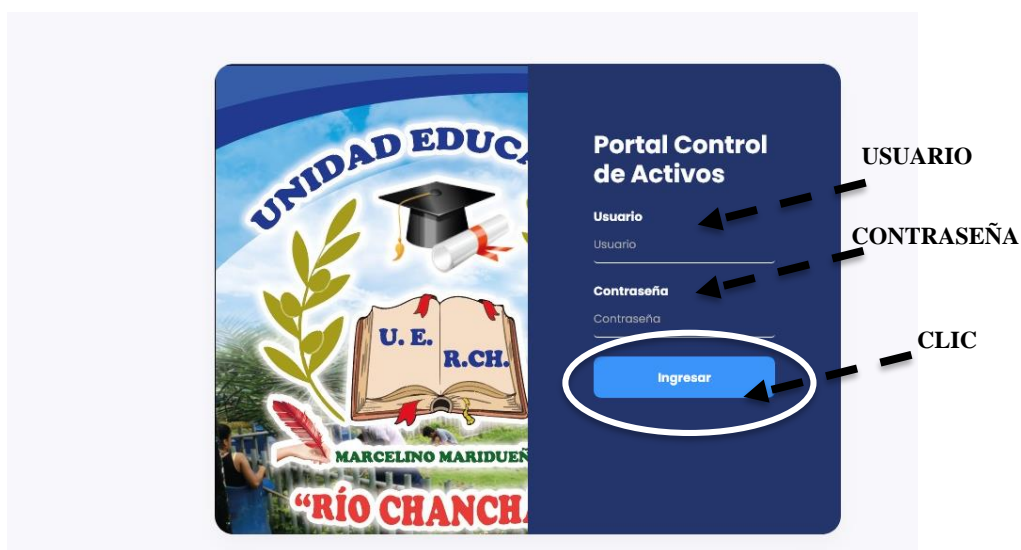 UNIDAD EDUC
U. E.
R.CH.
MARCELINO MARIDUEÑ
“RÍO CHANCH
Portal Control
de Activos
Usuario
Usuario
Contraseña
Contraseña
Ingresar
USUARIO
CONTRASEÑA
CLIC